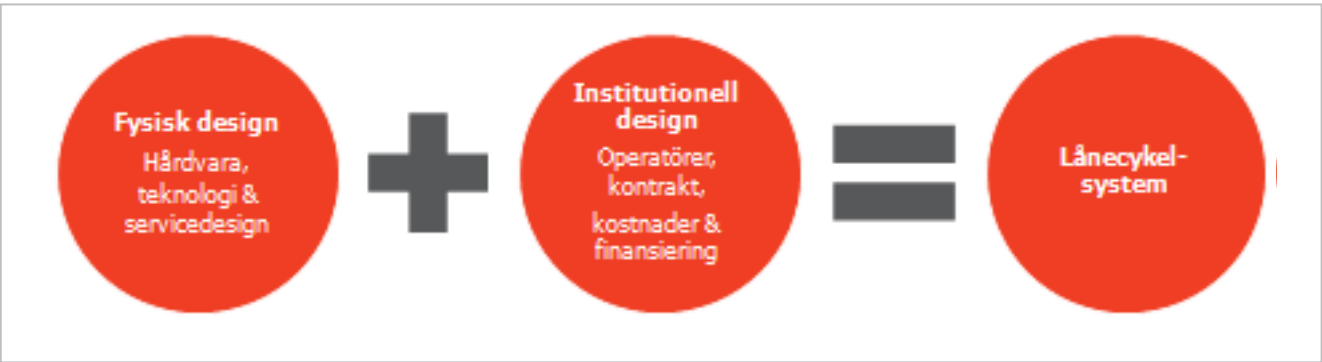 Fysisk design
Hårdvara,
teknologi &
servicedesign
Institutionell
design
Operatörer,
kontrakt,
kostnader &
finansiering
Lånecykel-
system